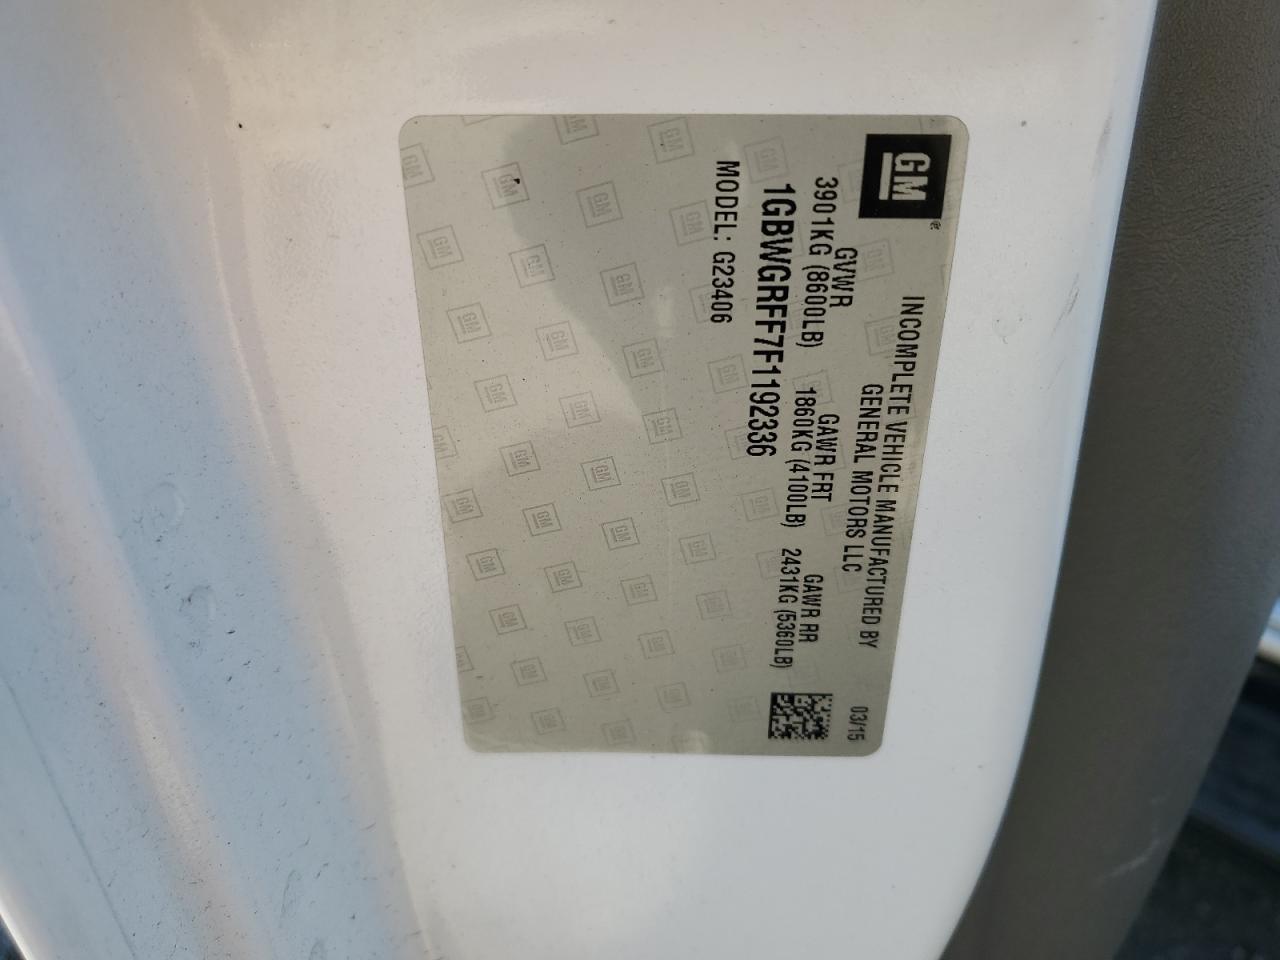 GM®
INCOMPLETE VEHICLE MANUFACTURED BY
GENERAL MOTORS LLC
03/15
GVWR GAWR FRT GAWR RR
3901KG (8600LB) 1860KG (4100LB) 2431KG (5360LB)
1GBWGRFF7F1192336
MODEL: G23406